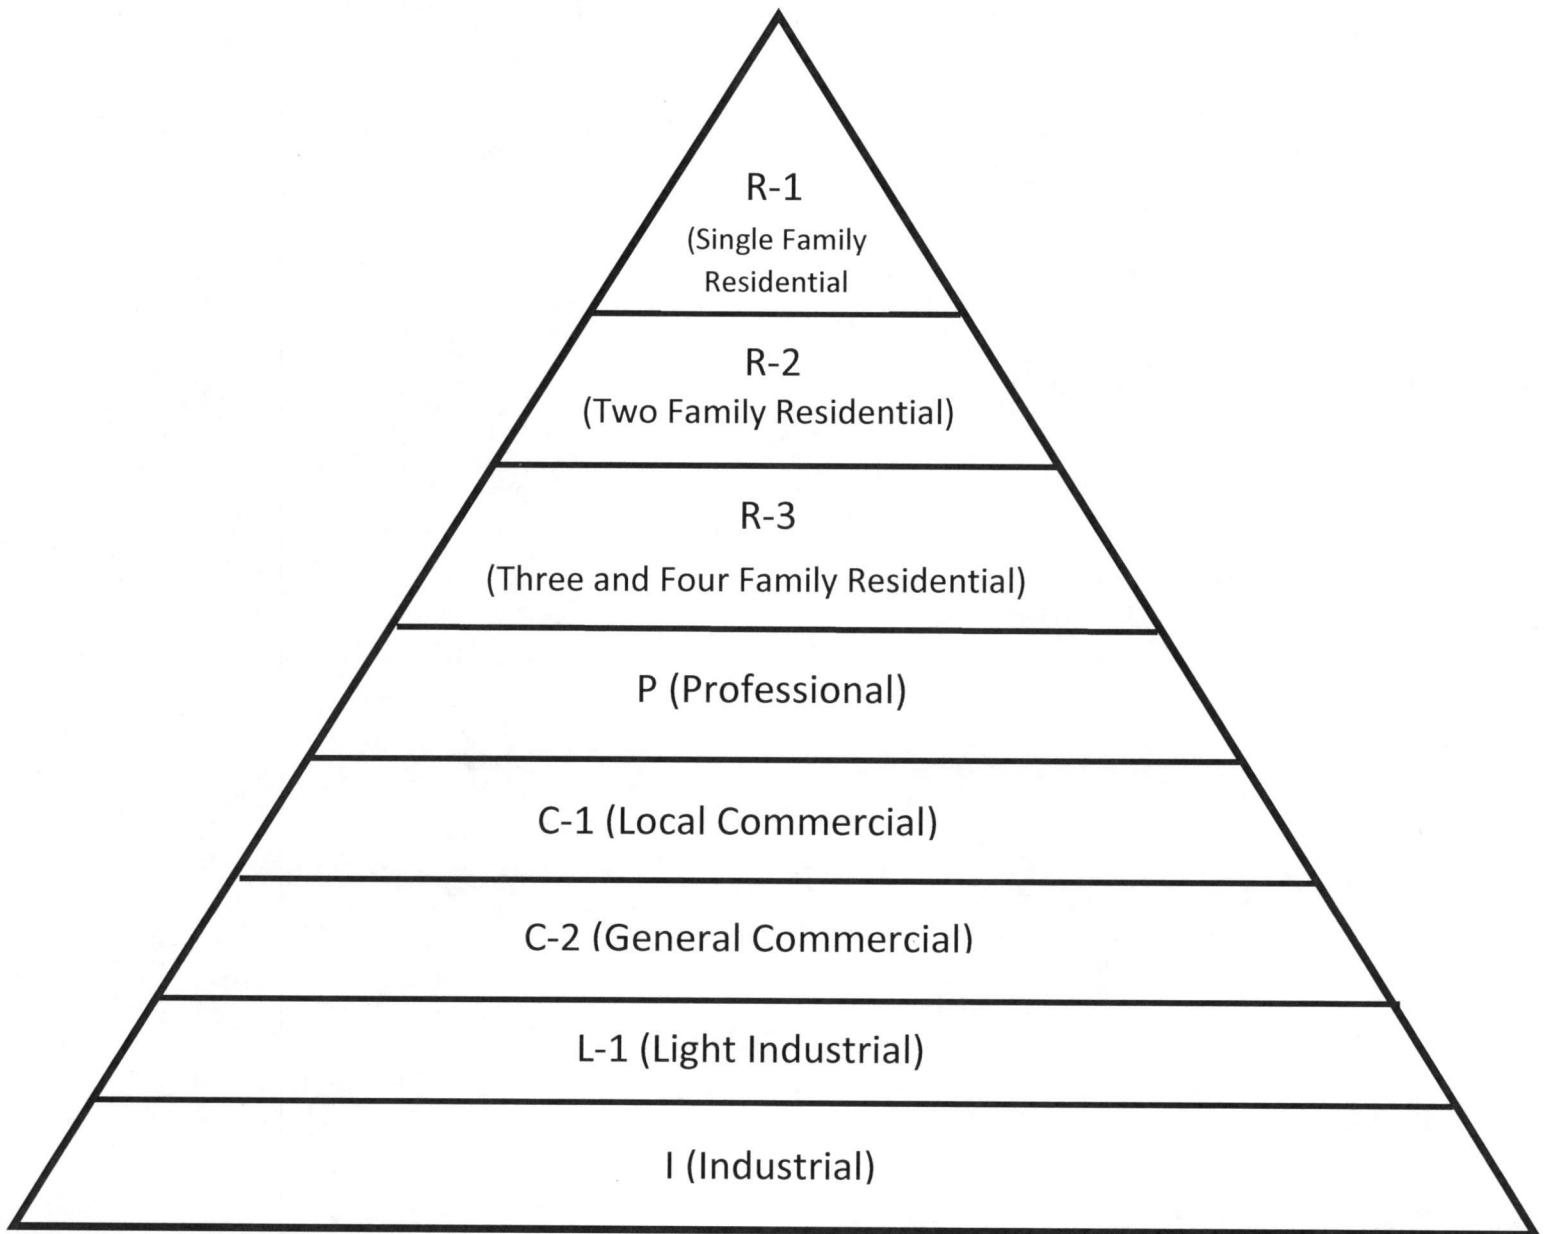 R-1
(Single Family
Residential
R-2
(Two Family Residential)
R-3
(Three and Four Family Residential)
P (Professional)
C-1 (Local Commercial)
C-2 (General Commercial)
L-1 (Light Industrial)
I (Industrial)